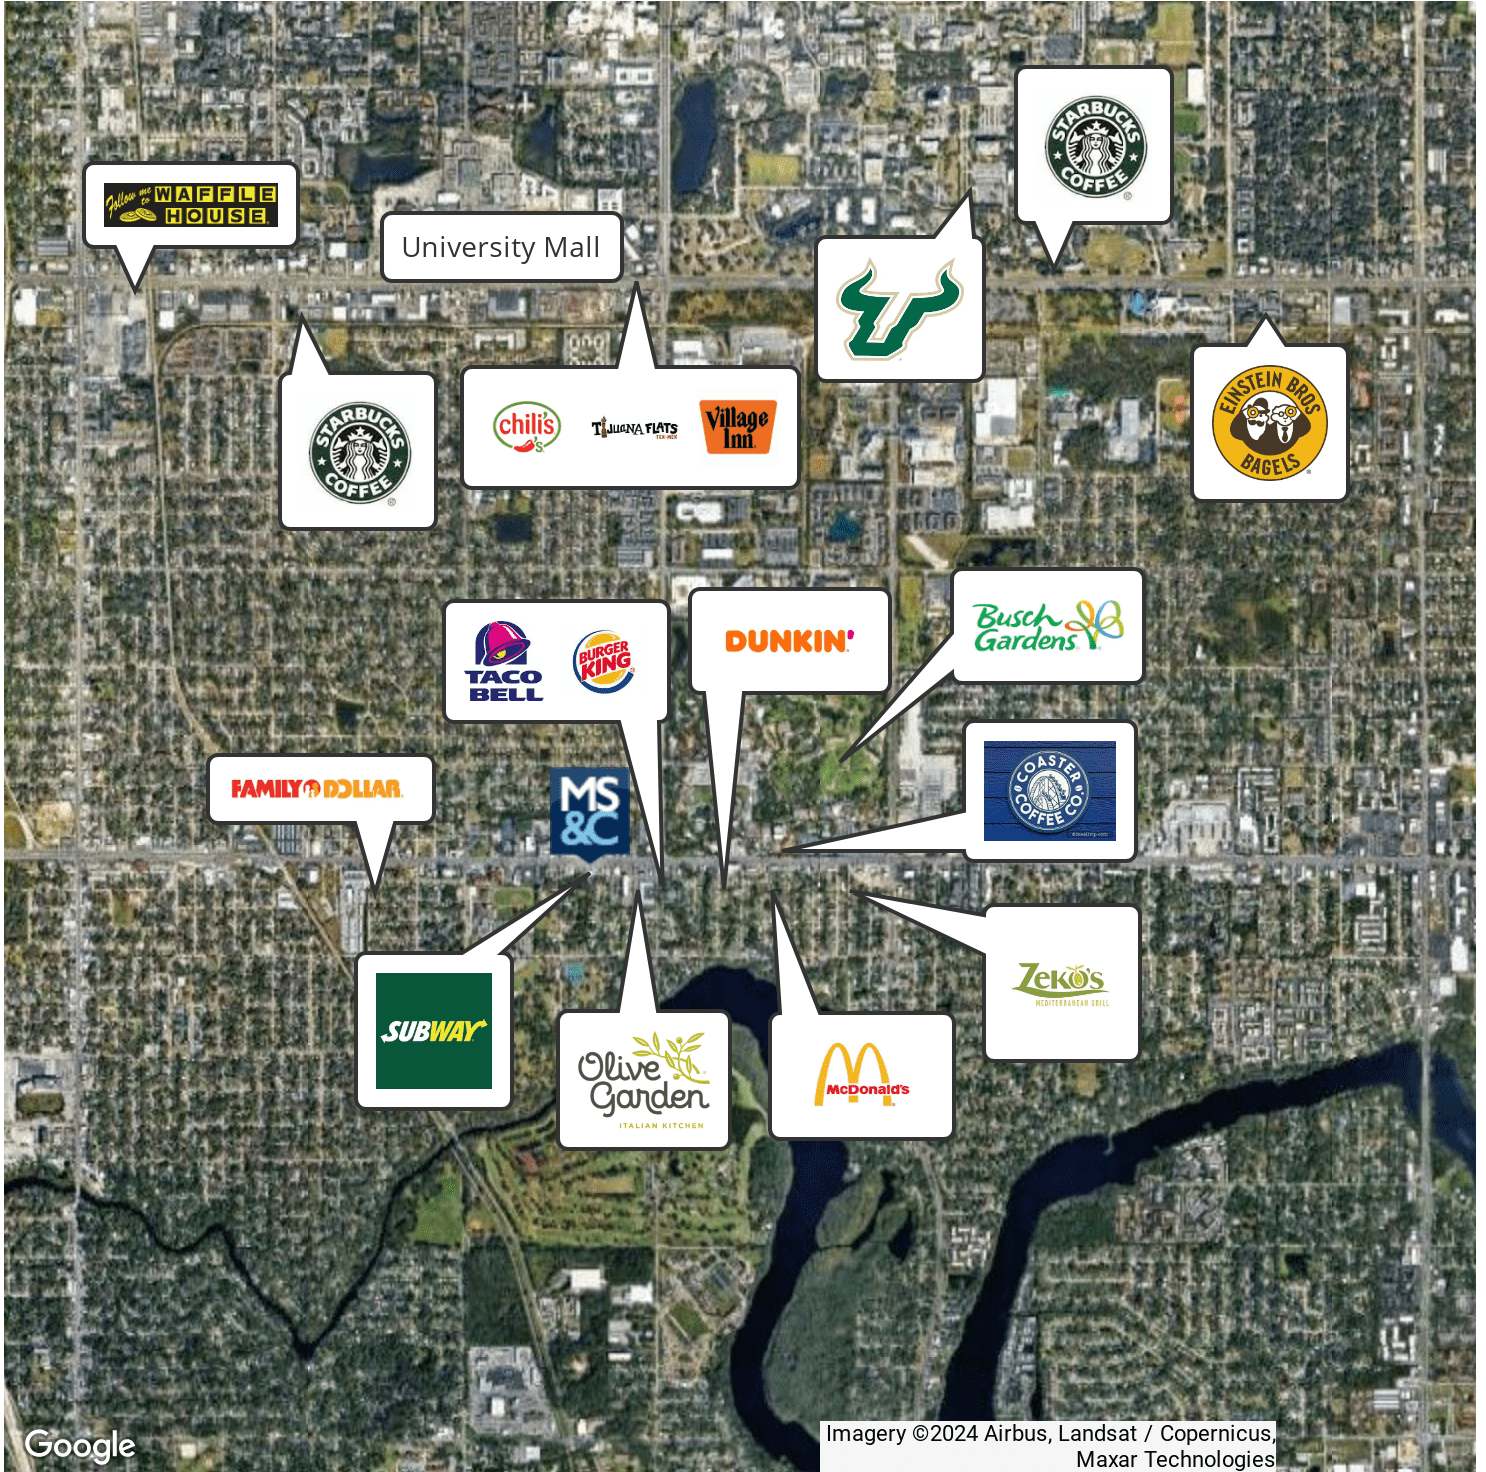 STARBUCKS
COFFEE
Follow me
to
WAFFLE
HOUSE
University Mall
STARBUCKS
COFFEE
chili's
TIJUANA FLATS
TEX-MEX
Village
Inn
EINSTEIN BROS
BAGELS
TACO
BELL
BURGER
KING
DUNKIN'
Busch
Gardens
FAMILY DOLLAR
MS
&C
COASTER
COFFEE CO.
SUBWAY
Olive
Garden
ITALIAN KITCHEN
McDonald's
ZEKO'S
MEDITERRANEAN GRILL
Google
Imagery ©2024 Airbus, Landsat / Copernicus,
Maxar Technologies